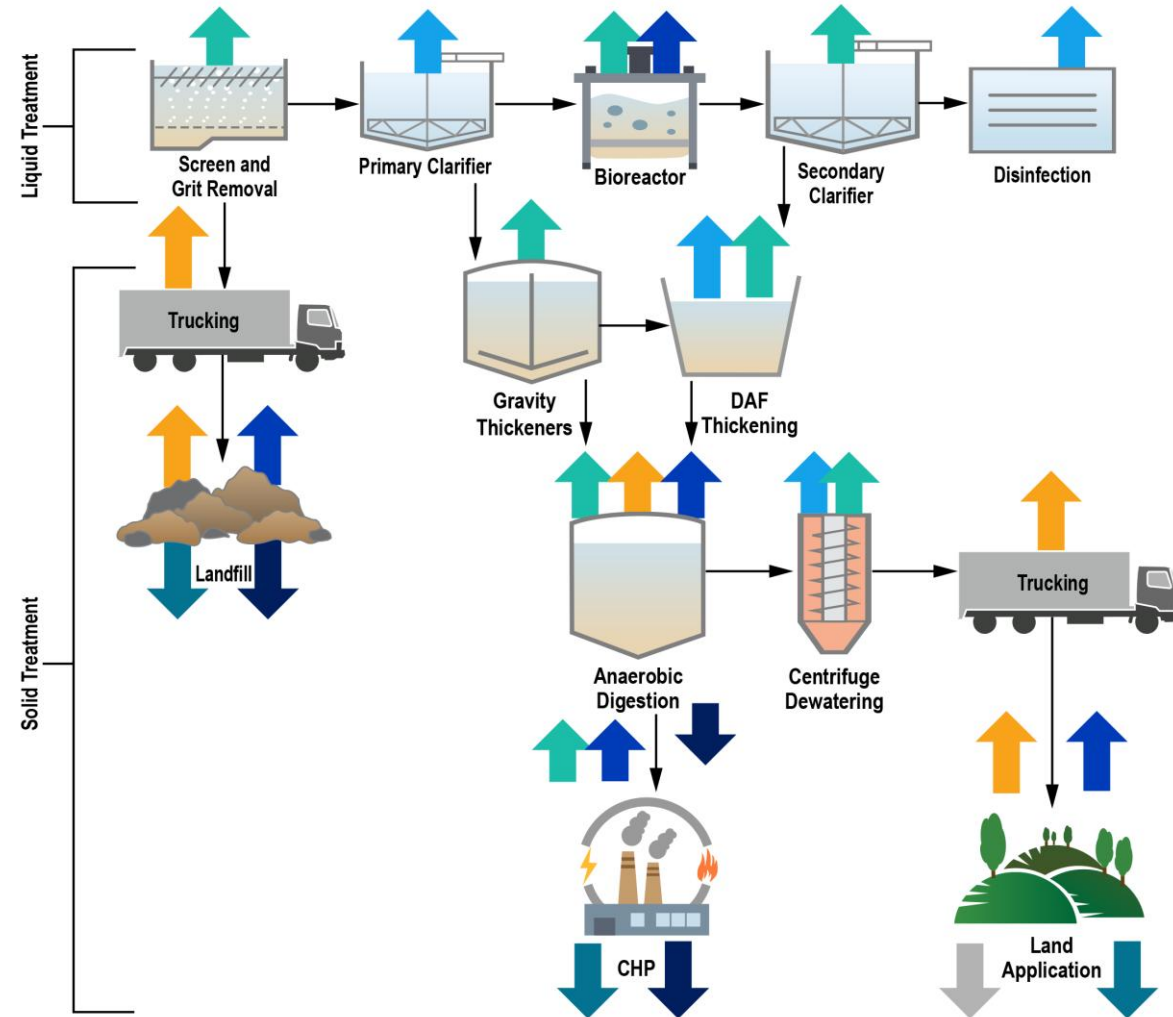 Liquid Treatment
Screen and
Grit Removal
Primary Clarifier
Bioreactor
Secondary
Clarifier
Disinfection
Solid Treatment
Trucking
Gravity
Thickeners
DAF
Thickening
Landfill
Trucking
Anaerobic
Digestion
Centrifuge
Dewatering
CHP
Land
Application